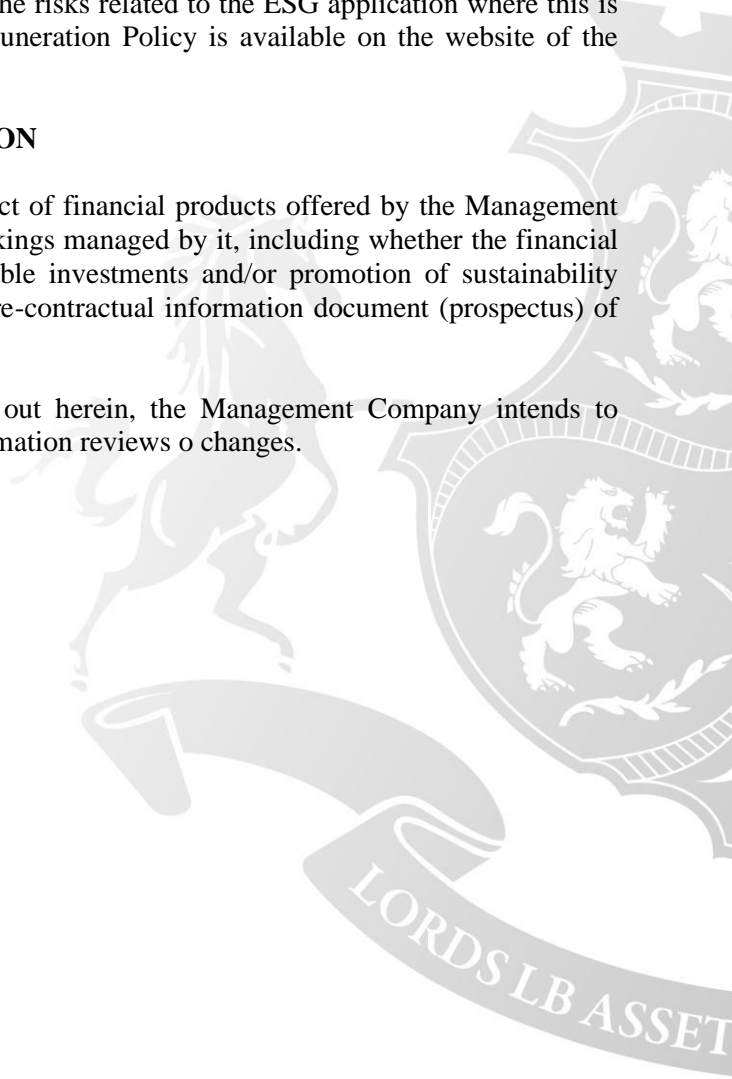 he risks related to the ESG application where this is
uneration Policy is available on the website of the
ON
ct of financial products offered by the Management
kings managed by it, including whether the financial
ble investments and/or promotion of sustainability
re-contractual information document (prospectus) of
out herein, the Management Company intends to
mation reviews o changes.
LORDS LB ASSET